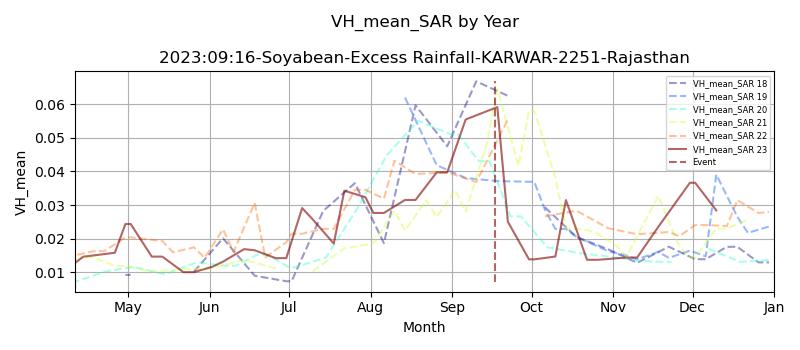 VH_mean_SAR by Year
2023:09:16-Soyabean-Excess Rainfall-KARWAR-2251-Rajasthan
VH_mean
0.06
0.05
0.04
0.03
0.02
0.01
VH_mean_SAR 18
VH_mean_SAR 19
VH_mean_SAR 20
VH_mean_SAR 21
VH_mean_SAR 22
VH_mean_SAR 23
Event
May Jun Jul Aug Sep Oct Nov Dec Jan
Month